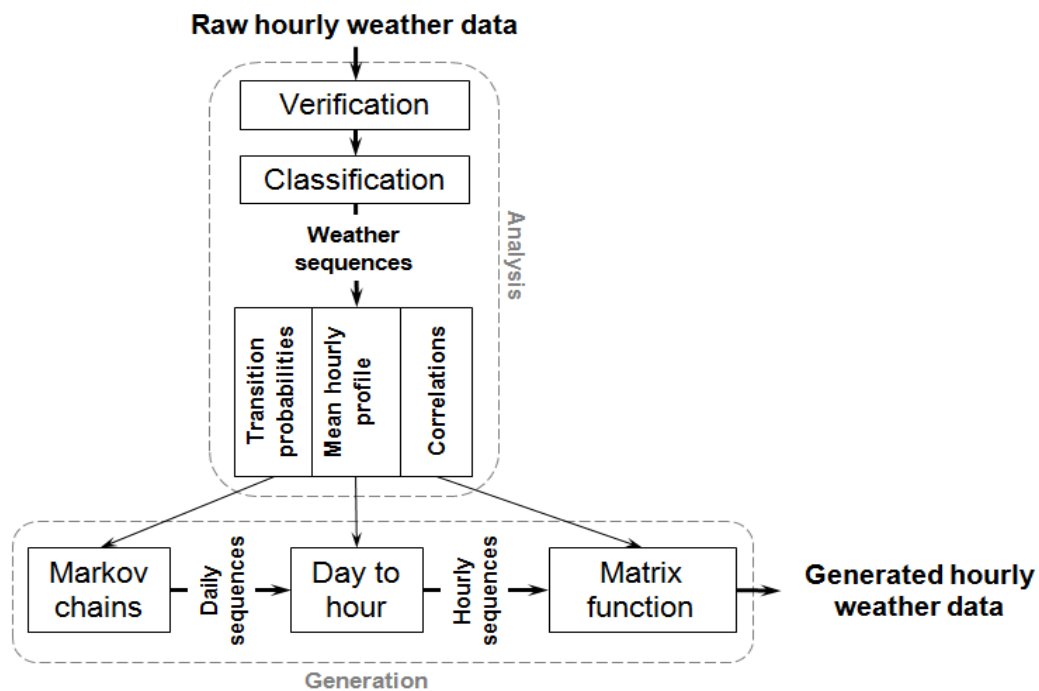 Raw hourly weather data
Verification
Classification
Weather
sequences
Analysis
Transition
probabilities
Mean hourly
profile
Correlations
Markov
chains
Daily
sequences
Day to
hour
Hourly
sequences
Matrix
function
Generated hourly
weather data
Generation